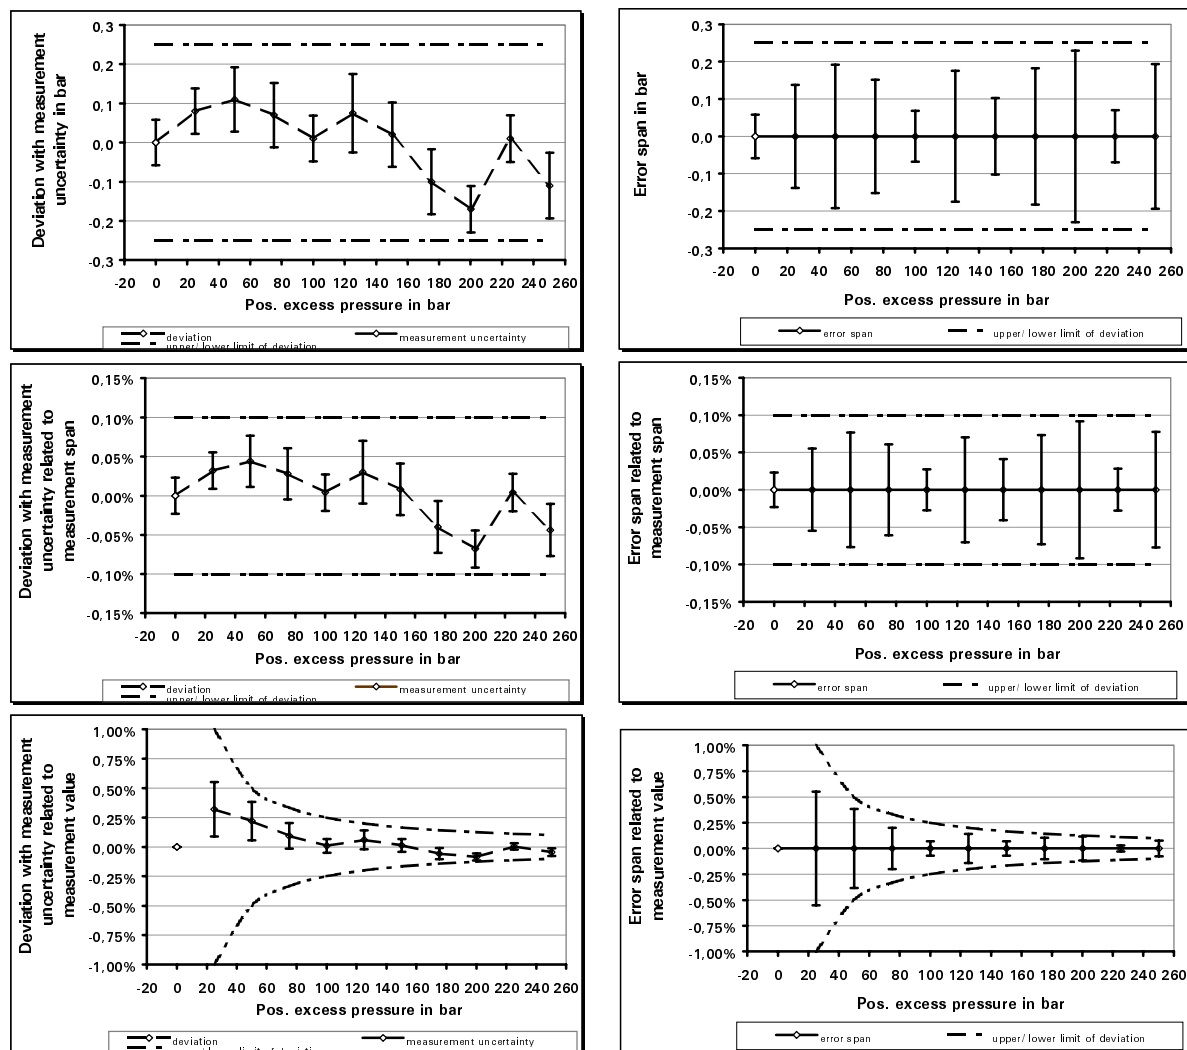 Deviation with measurement
uncertainty in bar
0,3
0,2
0,1
0,0
-0,1
-0,2
-0,3
-20 0 20 40 60 80 100 120 140 160 180 200 220 240 260
Pos. excess pressure in bar
deviation
measurement uncertainty
upper/ lower limit of deviation
Error span in bar
0,3
0,2
0,1
0,0
-0,1
-0,2
-0,3
-20 0 20 40 60 80 100 120 140 160 180 200 220 240 260
Pos. excess pressure in bar
error span
upper/ lower limit of deviation
Deviation with measurement
uncertainty related to
measurement span
0,15%
0,10%
0,05%
0,00%
-0,05%
-0,10%
-0,15%
-20 0 20 40 60 80 100 120 140 160 180 200 220 240 260
Pos. excess pressure in bar
deviation
measurement uncertainty
upper/ lower limit of deviation
Error span related to
measurement span
0,15%
0,10%
0,05%
0,00%
-0,05%
-0,10%
-0,15%
-20 0 20 40 60 80 100 120 140 160 180 200 220 240 260
Pos. excess pressure in bar
error span
upper/ lower limit of deviation
Deviation with measurement
uncertainty related to
measurement value
1,00%
0,75%
0,50%
0,25%
0,00%
-0,25%
-0,50%
-0,75%
-1,00%
-20 0 20 40 60 80 100 120 140 160 180 200 220 240 260
Pos. excess pressure in bar
deviation
measurement uncertainty
Error span related to
measurement value
1,00%
0,75%
0,50%
0,25%
0,00%
-0,25%
-0,50%
-0,75%
-1,00%
-20 0 20 40 60 80 100 120 140 160 180 200 220 240 260
Pos. excess pressure in bar
error span
upper/ lower limit of deviation